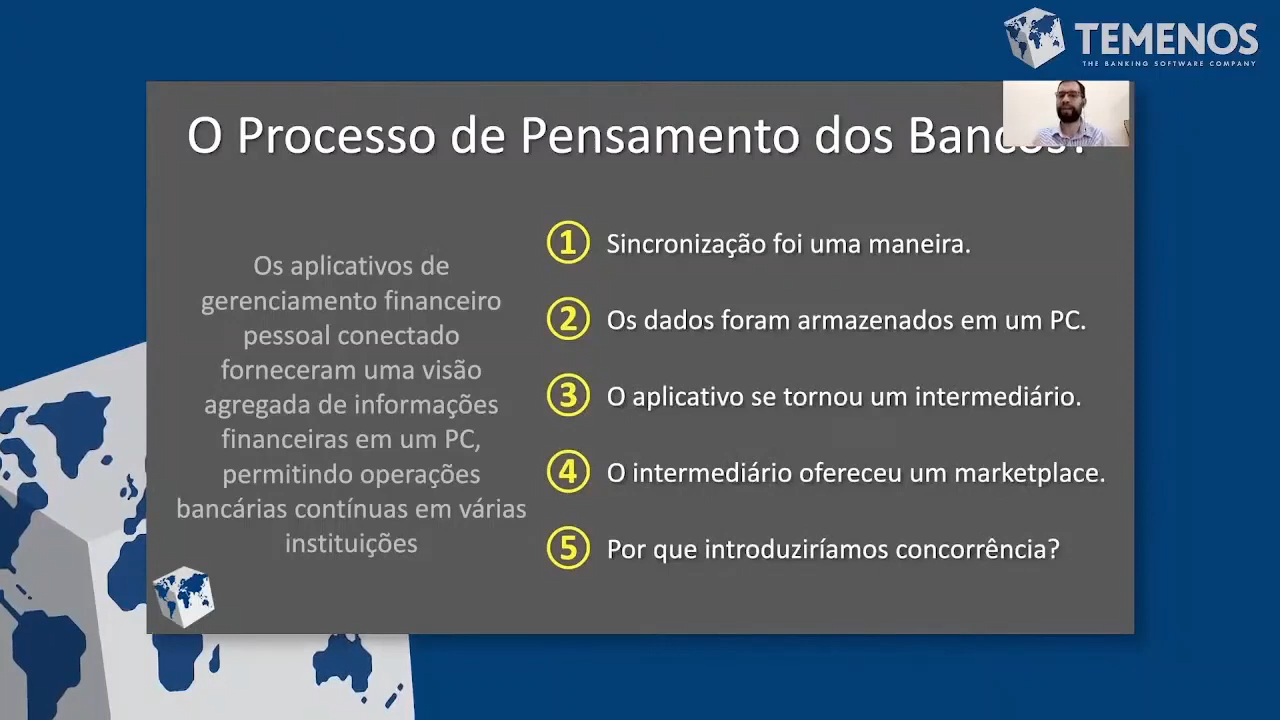 TEMENOS
THE BANKING SOFTWARE COMPANY
O Processo de Pensamento dos Bancos?
Os aplicativos de
gerenciamento financeiro
pessoal conectado
forneceram uma visão
agregada de informações
financeiras em um PC,
permitindo operações
bancárias contínuas em várias
instituições
1 Sincronização foi uma maneira.
2 Os dados foram armazenados em um PC.
3 O aplicativo se tornou um intermediário.
4 O intermediário ofereceu um marketplace.
5 Por que introduziríamos concorrência?